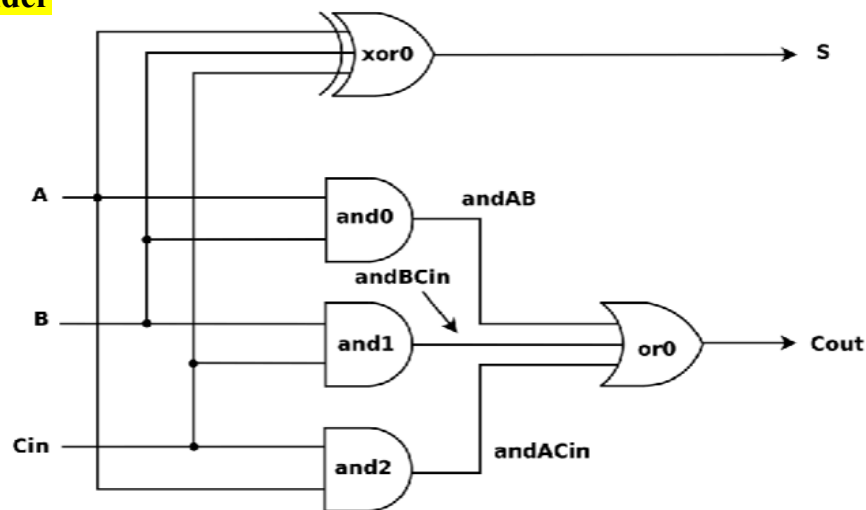 xor0
S
A
and0
andAB
andBCin
B
and1
or0
Cout
Cin
and2
andACin